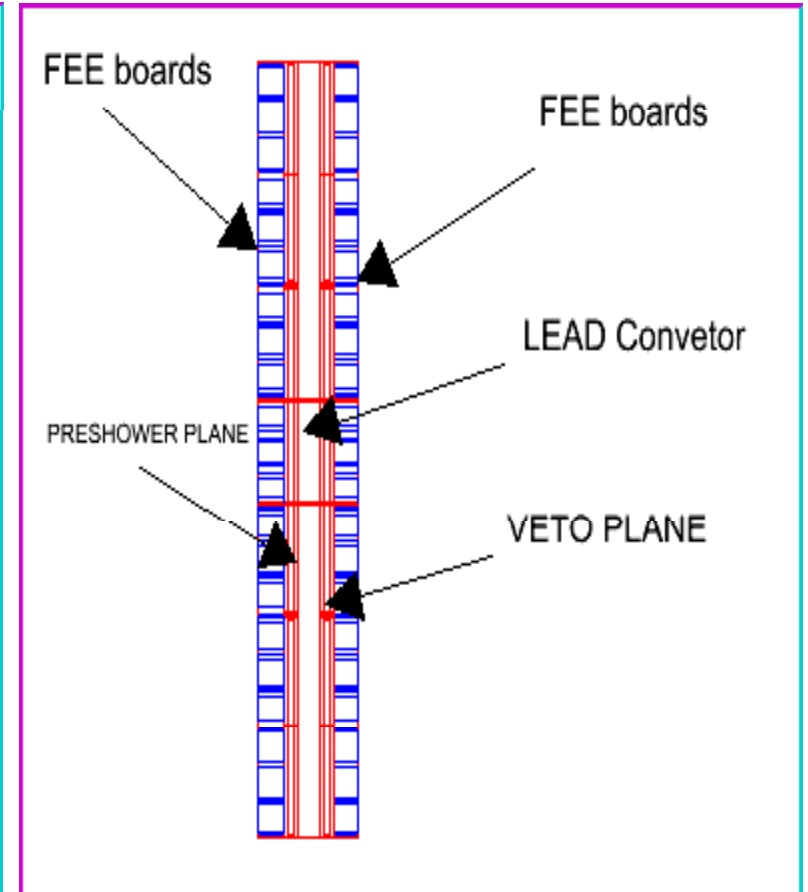 FEE boards
FEE boards
LEAD Convetor
PRESHOWER PLANE
VETO PLANE